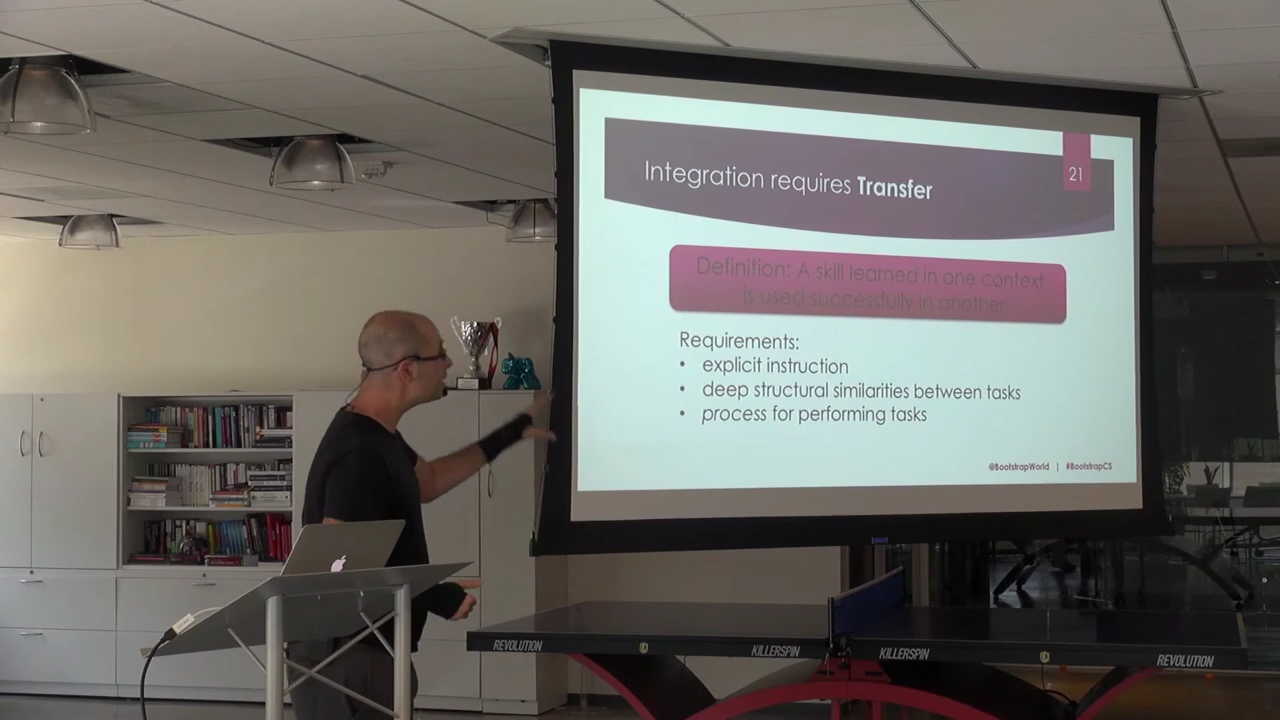 Integration requires Transfer
21
Definition: A skill learned in one context
is used successfully in another
Requirements:
• explicit instruction
• deep structural similarities between tasks
• process for performing tasks
@BootstrapWorld | #BootstrapCS
REVOLUTION
KILLERSPIN
KILLERSPIN
REVOLUTION